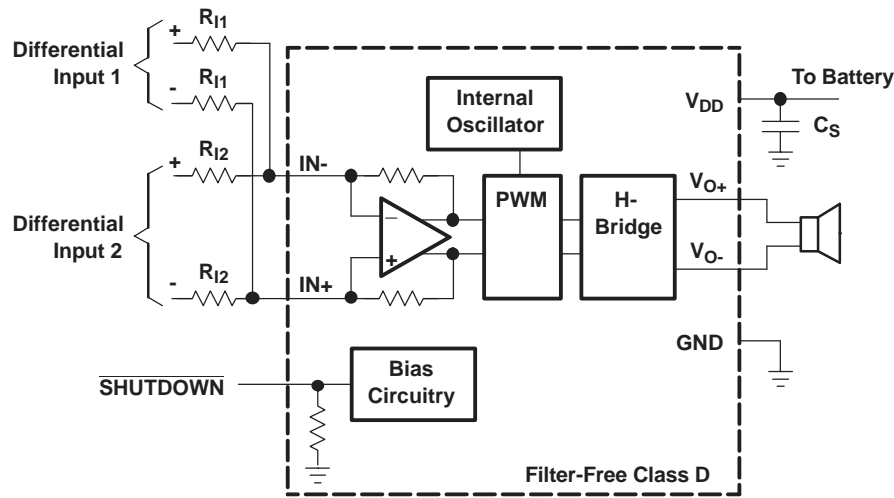 Differential
Input 1
+
R_I1
-
R_I1
Differential
Input 2
+
R_I2
-
R_I2
IN-
IN+
Internal
Oscillator
−
+
PWM
H-
Bridge
V_DD
To Battery
C_S
V_O+
V_O-
GND
SHUTDOWN
Bias
Circuitry
Filter-Free Class D